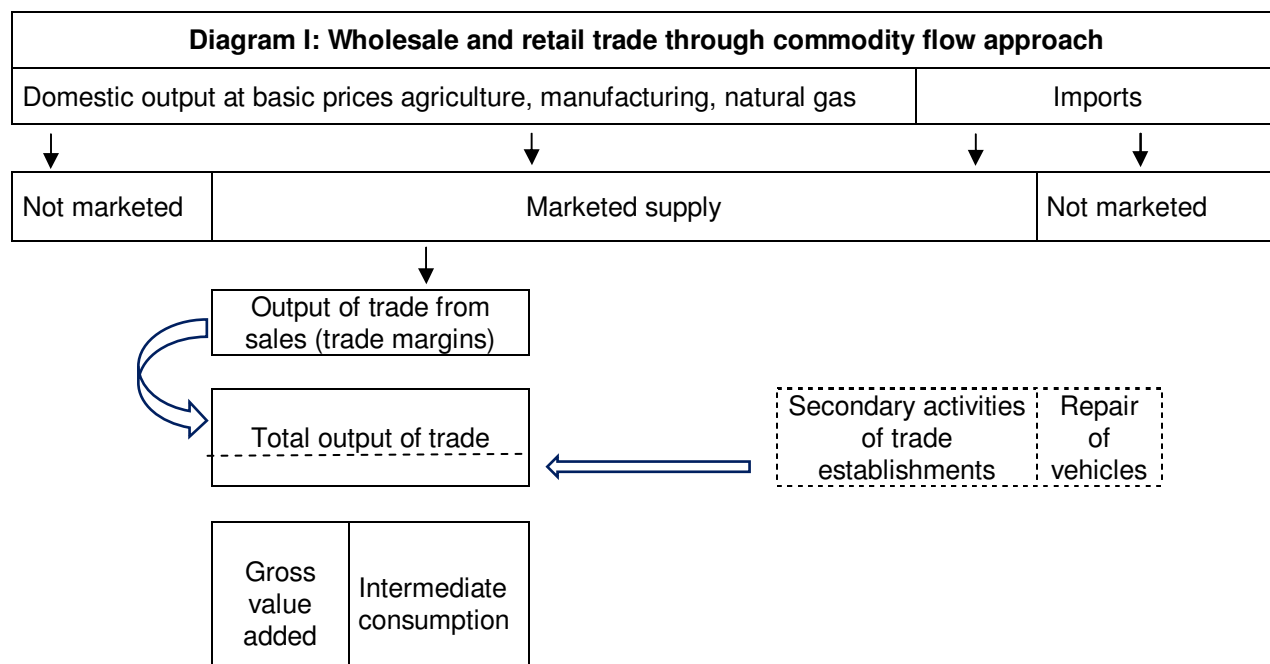 Diagram I: Wholesale and retail trade through commodity flow approach
Domestic output at basic prices agriculture, manufacturing, natural gas
Imports
Not marketed
Marketed supply
Not marketed
Output of trade from
sales (trade margins)
Total output of trade
Secondary activities
of trade
establishments
Repair
of
vehicles
Gross
value
added
Intermediate
consumption